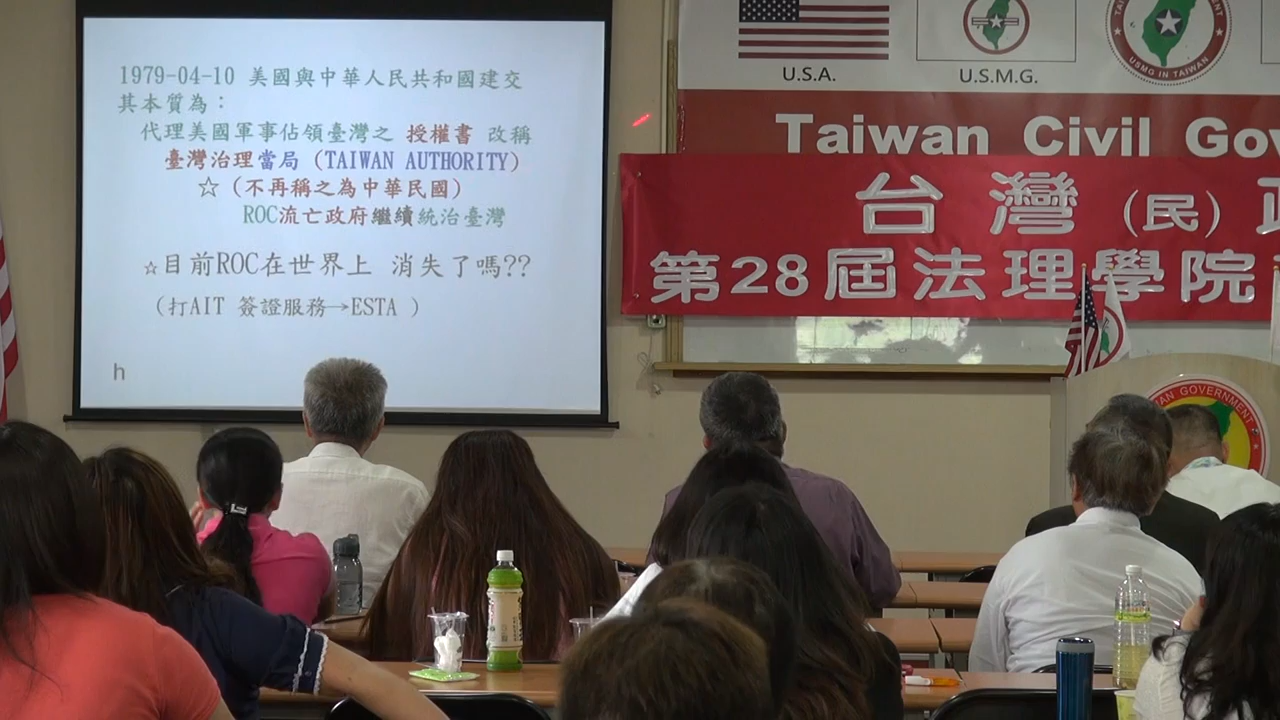 1979-04-10 美國與中華人民共和國建交
其本質為：
代理美國軍事佔領臺灣之 授權書 改稱
臺灣治理當局 (TAIWAN AUTHORITY)
☆ (不再稱之為中華民國)
ROC流亡政府繼續統治臺灣
☆目前ROC在世界上 消失了嗎??
(打AIT 簽證服務→ESTA )
h
U.S.A.
U.S.M.G.
USMG IN TAIWAN
Taiwan Civil Gov
台灣(民)政
第28屆法理學院
GOVERNMENT